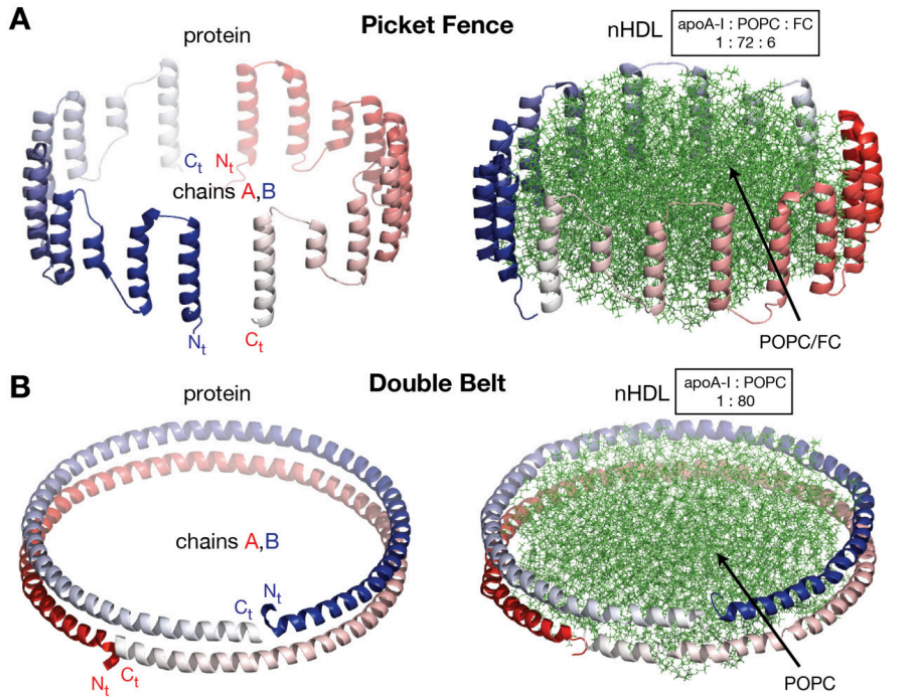 A
Picket Fence
protein
nHDL
apoA-I : POPC : FC
1 : 72 : 6
Ct Nt
chains A,B
Nt
Ct
POPC/FC
B
Double Belt
protein
nHDL
apoA-I : POPC
1 : 80
chains A,B
Nt
Ct
Nt Ct
POPC